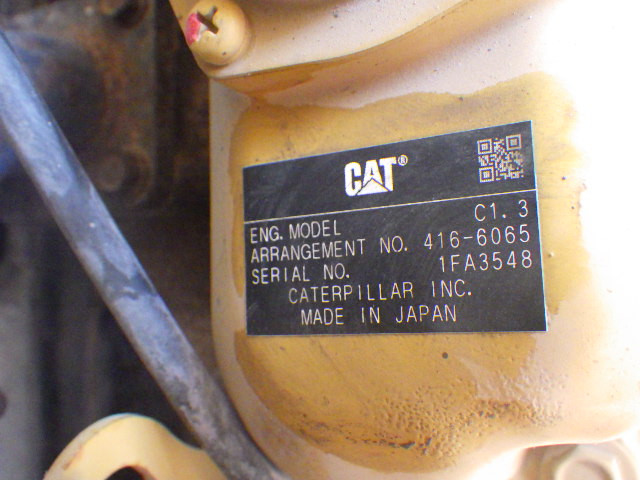 CAT®
ENG. MODEL C1.3
ARRANGEMENT NO. 416-6065
SERIAL NO. 1FA3548
CATERPILLAR INC.
MADE IN JAPAN